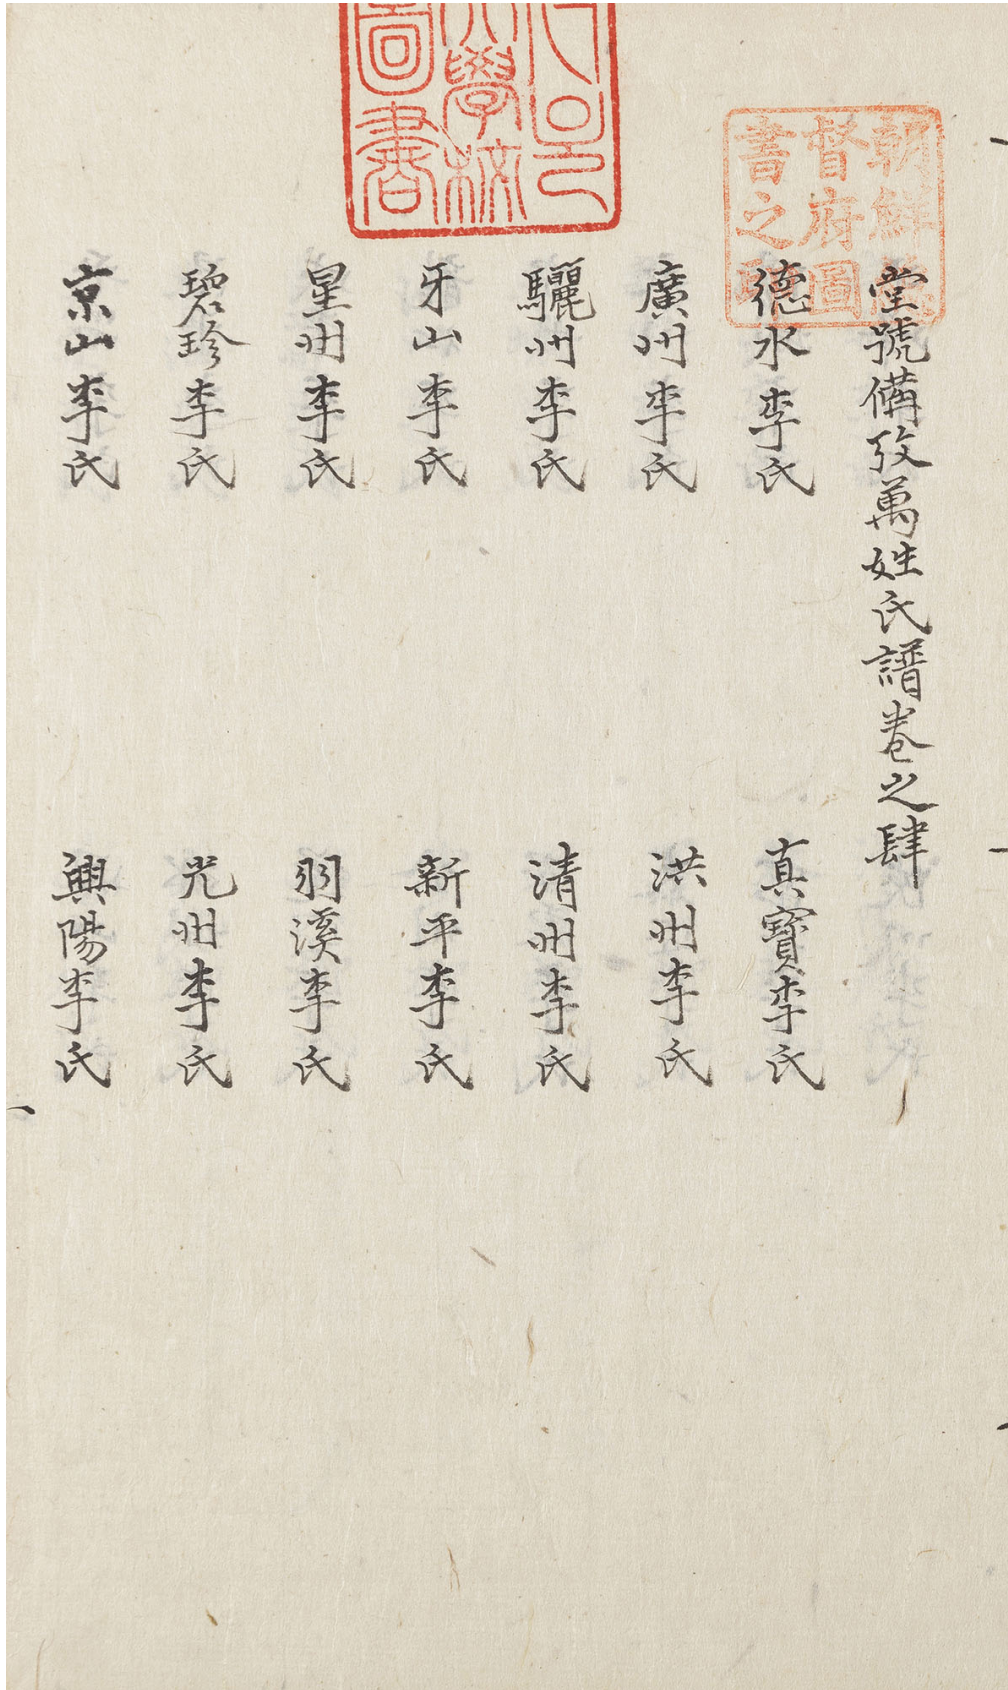 朝鮮總
督府圖
書之印
大學校
圖書
堂號備攷萬姓氏譜卷之肆
德水李氏
真寶李氏
廣州李氏
洪州李氏
驪州李氏
清州李氏
牙山李氏
新平李氏
星州李氏
羽溪李氏
碧珍李氏
光州李氏
京山李氏
興陽李氏